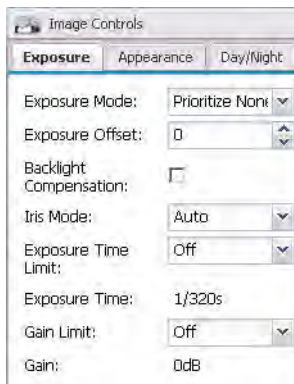 Image Controls
Exposure Appearance Day/Night
Exposure Mode: Prioritize None
Exposure Offset: 0
Backlight
Compensation:
Iris Mode: Auto
Exposure Time
Limit: Off
Exposure Time: 1/320s
Gain Limit: Off
Gain: 0dB